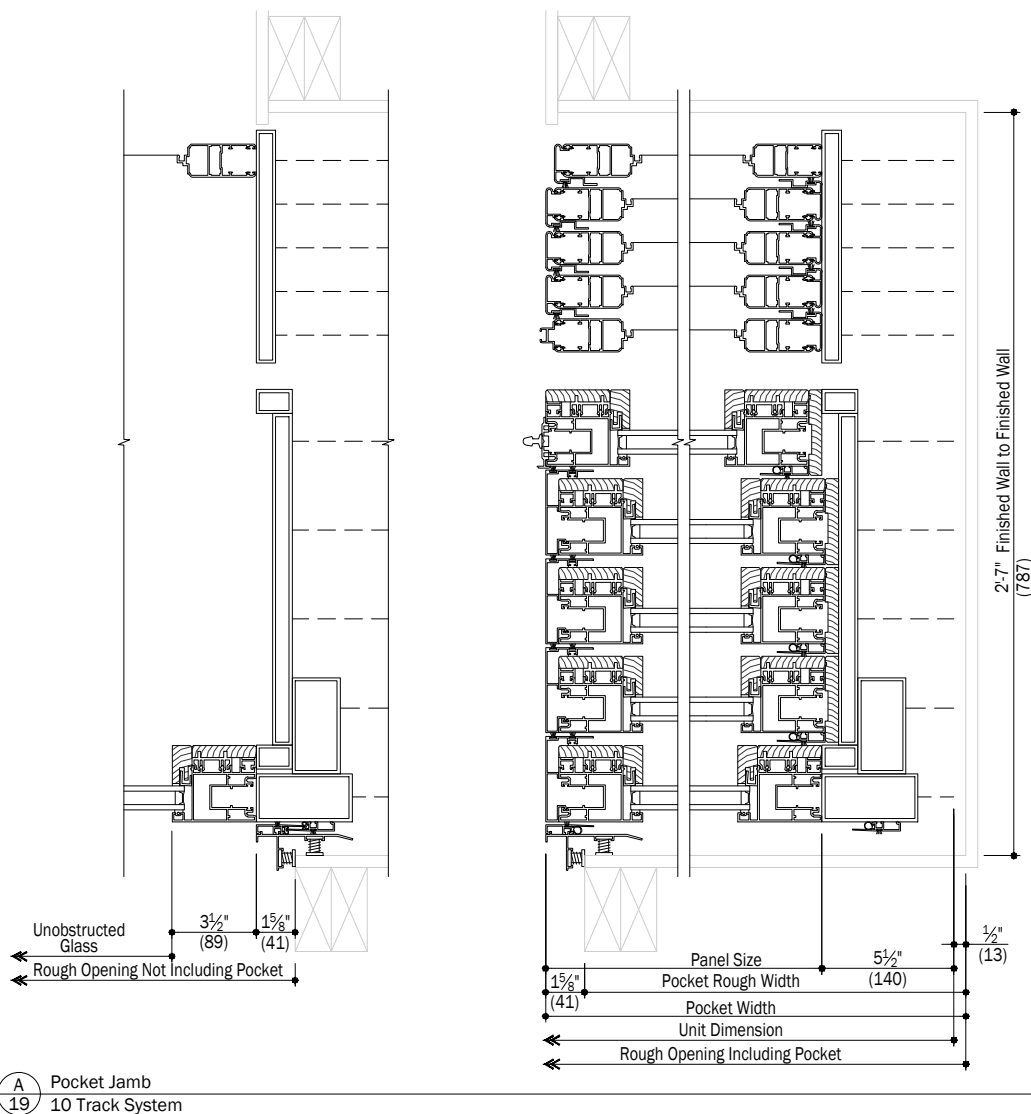 2'-7" Finished Wall to Finished Wall
(787)
Unobstructed
Glass
3½"
(89)
1⅝"
(41)
Rough Opening Not Including Pocket
½"
(13)
Panel Size
5½"
(140)
1⅝"
(41)
Pocket Rough Width
Pocket Width
Unit Dimension
Rough Opening Including Pocket
A
19
Pocket Jamb
10 Track System